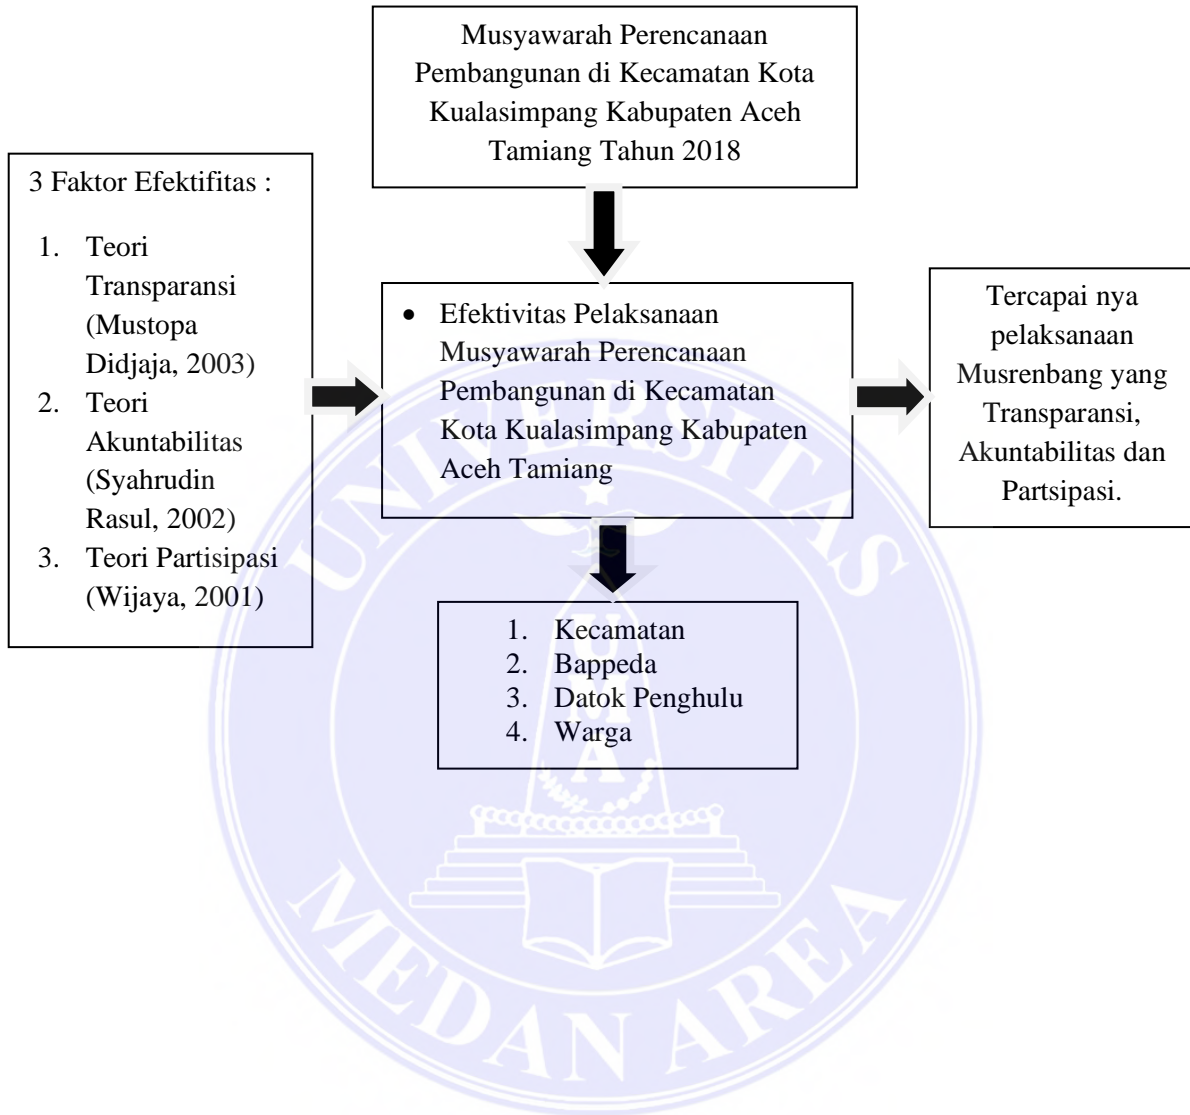 Musyawarah Perencanaan
Pembangunan di Kecamatan Kota
Kualasimpang Kabupaten Aceh
Tamiang Tahun 2018
3 Faktor Efektifitas :
1. Teori
Transparansi
(Mustopa
Didjaja, 2003)
2. Teori
Akuntabilitas
(Syahrudin
Rasul, 2002)
3. Teori Partisipasi
(Wijaya, 2001)
• Efektivitas Pelaksanaan
Musyawarah Perencanaan
Pembangunan di Kecamatan
Kota Kualasimpang Kabupaten
Aceh Tamiang
Tercapai nya
pelaksanaan
Musrenbang yang
Transparansi,
Akuntabilitas dan
Partsipasi.
1. Kecamatan
2. Bappeda
3. Datok Penghulu
4. Warga
UNIVERSITAS
U
M
A
MEDAN AREA